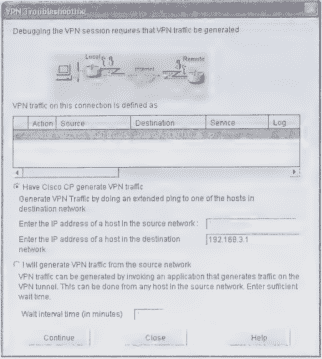 VPN Troubleshooting
Debugging the VPN session requires that VPN traffic be generated
Local
Internet
Remote
VPN traffic on this connection is defined as
Action Source Destination Service Log
Have Cisco CP generate VPN traffic
Generate VPN Traffic by doing an extended ping to one of the hosts in
destination network
Enter the IP address of a host in the source network :
Enter the IP address of a host in the destination 192.168.3.1
network
I will generate VPN traffic from the source network
VPN traffic can be generated by invoking an application that generates traffic on the
VPN tunnel. This can be done from any host in the source network. Enter sufficient
wait time.
Wait interval time (in minutes)
Continue Close Help